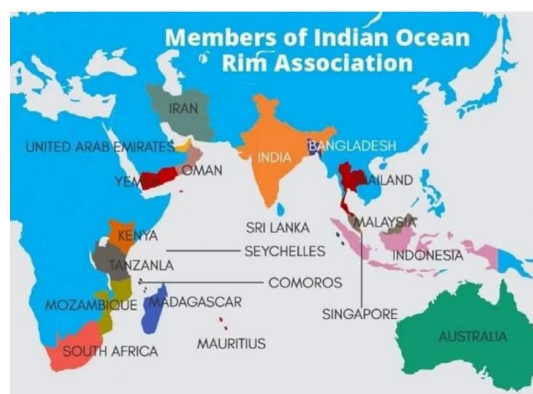 Members of Indian Ocean
Rim Association
IRAN
UNITED ARAB EMIRATES
BANGLADESH
INDIA
OMAN
YEM
AILAND
MALAYSIA
SRI LANKA
KENYA
SEYCHELLES
INDONESIA
TANZANLA
COMOROS
MOZAMBIQUE
MADAGASCAR
SINGAPORE
AUSTRALIA
MAURITIUS
SOUTH AFRICA